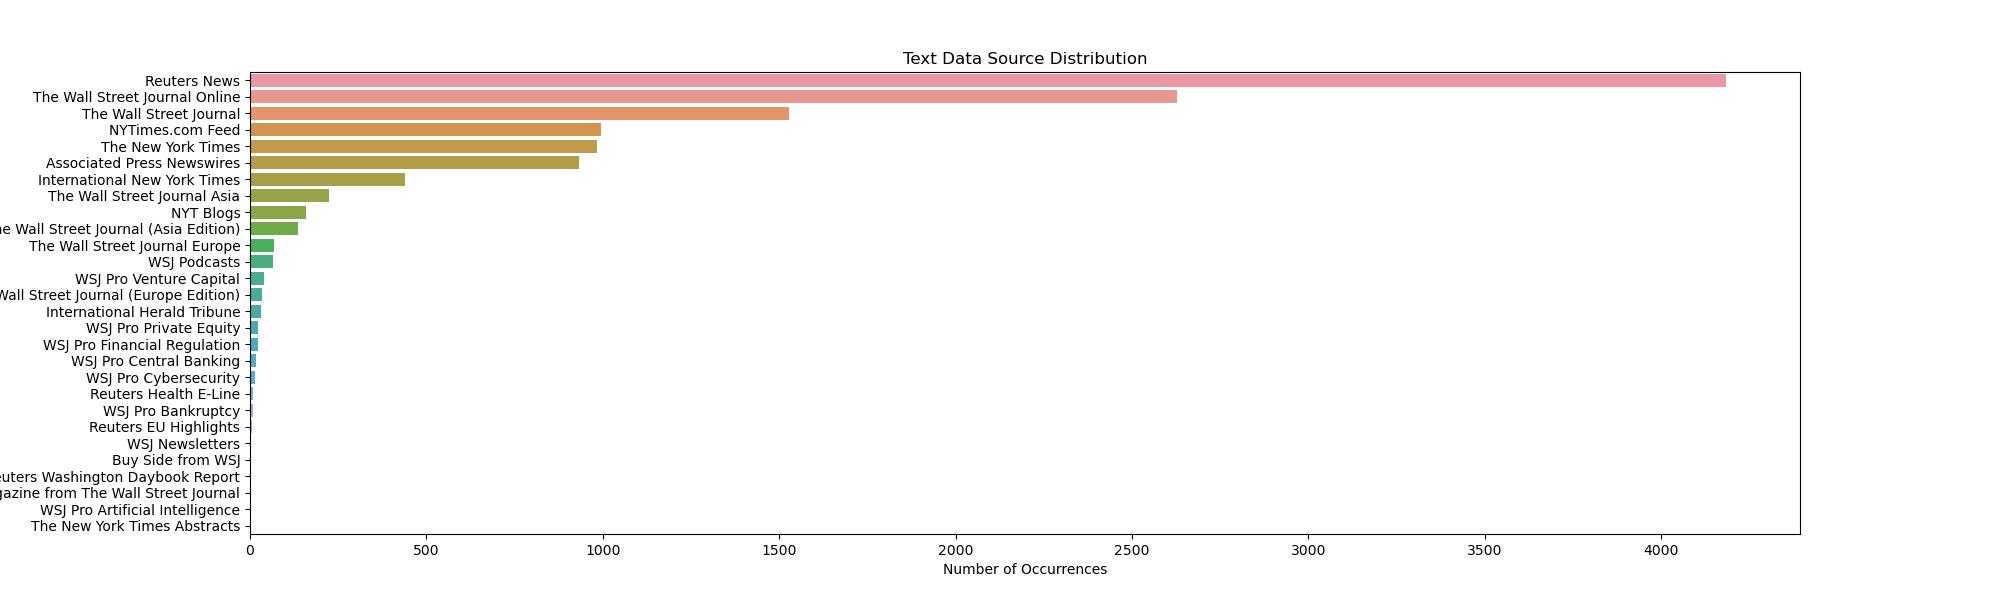 Text Data Source Distribution
Reuters News
The Wall Street Journal Online
The Wall Street Journal
NYTimes.com Feed
The New York Times
Associated Press Newswires
International New York Times
The Wall Street Journal Asia
NYT Blogs
Wall Street Journal (Asia Edition)
The Wall Street Journal Europe
WSJ Podcasts
WSJ Pro Venture Capital
Wall Street Journal (Europe Edition)
International Herald Tribune
WSJ Pro Private Equity
WSJ Pro Financial Regulation
WSJ Pro Central Banking
WSJ Pro Cybersecurity
Reuters Health E-Line
WSJ Pro Bankruptcy
Reuters EU Highlights
WSJ Newsletters
Buy Side from WSJ
Washington Daybook Report
from The Wall Street Journal
WSJ Pro Artificial Intelligence
The New York Times Abstracts
0 500 1000 1500 2000 2500 3000 3500 4000
Number of Occurrences